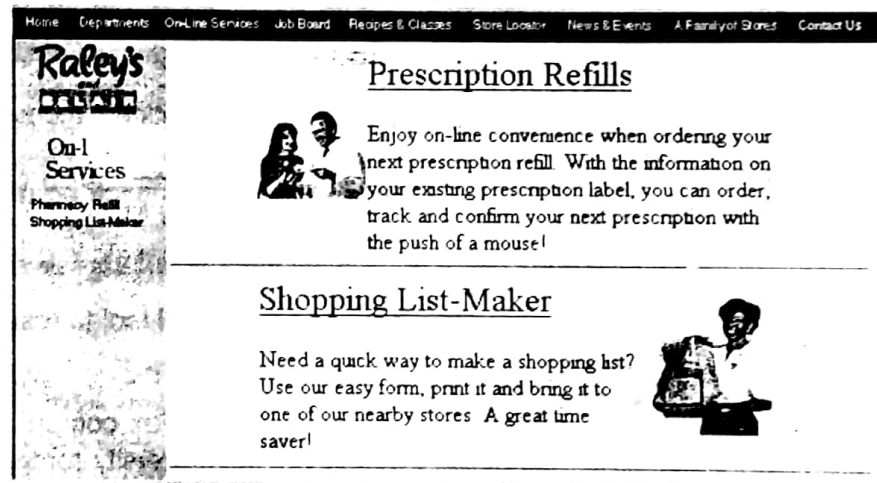 Home Departments On-Line Services Job Board Recipes & Classes Store Locator News & Events A Family of Stores Contact Us
Raley's
and
BEL AIR
On-l
Services
Pharmacy Refill
Shopping List-Maker
Prescription Refills
Enjoy on-line convenience when ordering your
next prescription refill. With the information on
your existing prescription label, you can order,
track and confirm your next prescription with
the push of a mouse!
Shopping List-Maker
Need a quick way to make a shopping list?
Use our easy form, print it and bring it to
one of our nearby stores. A great time
saver!